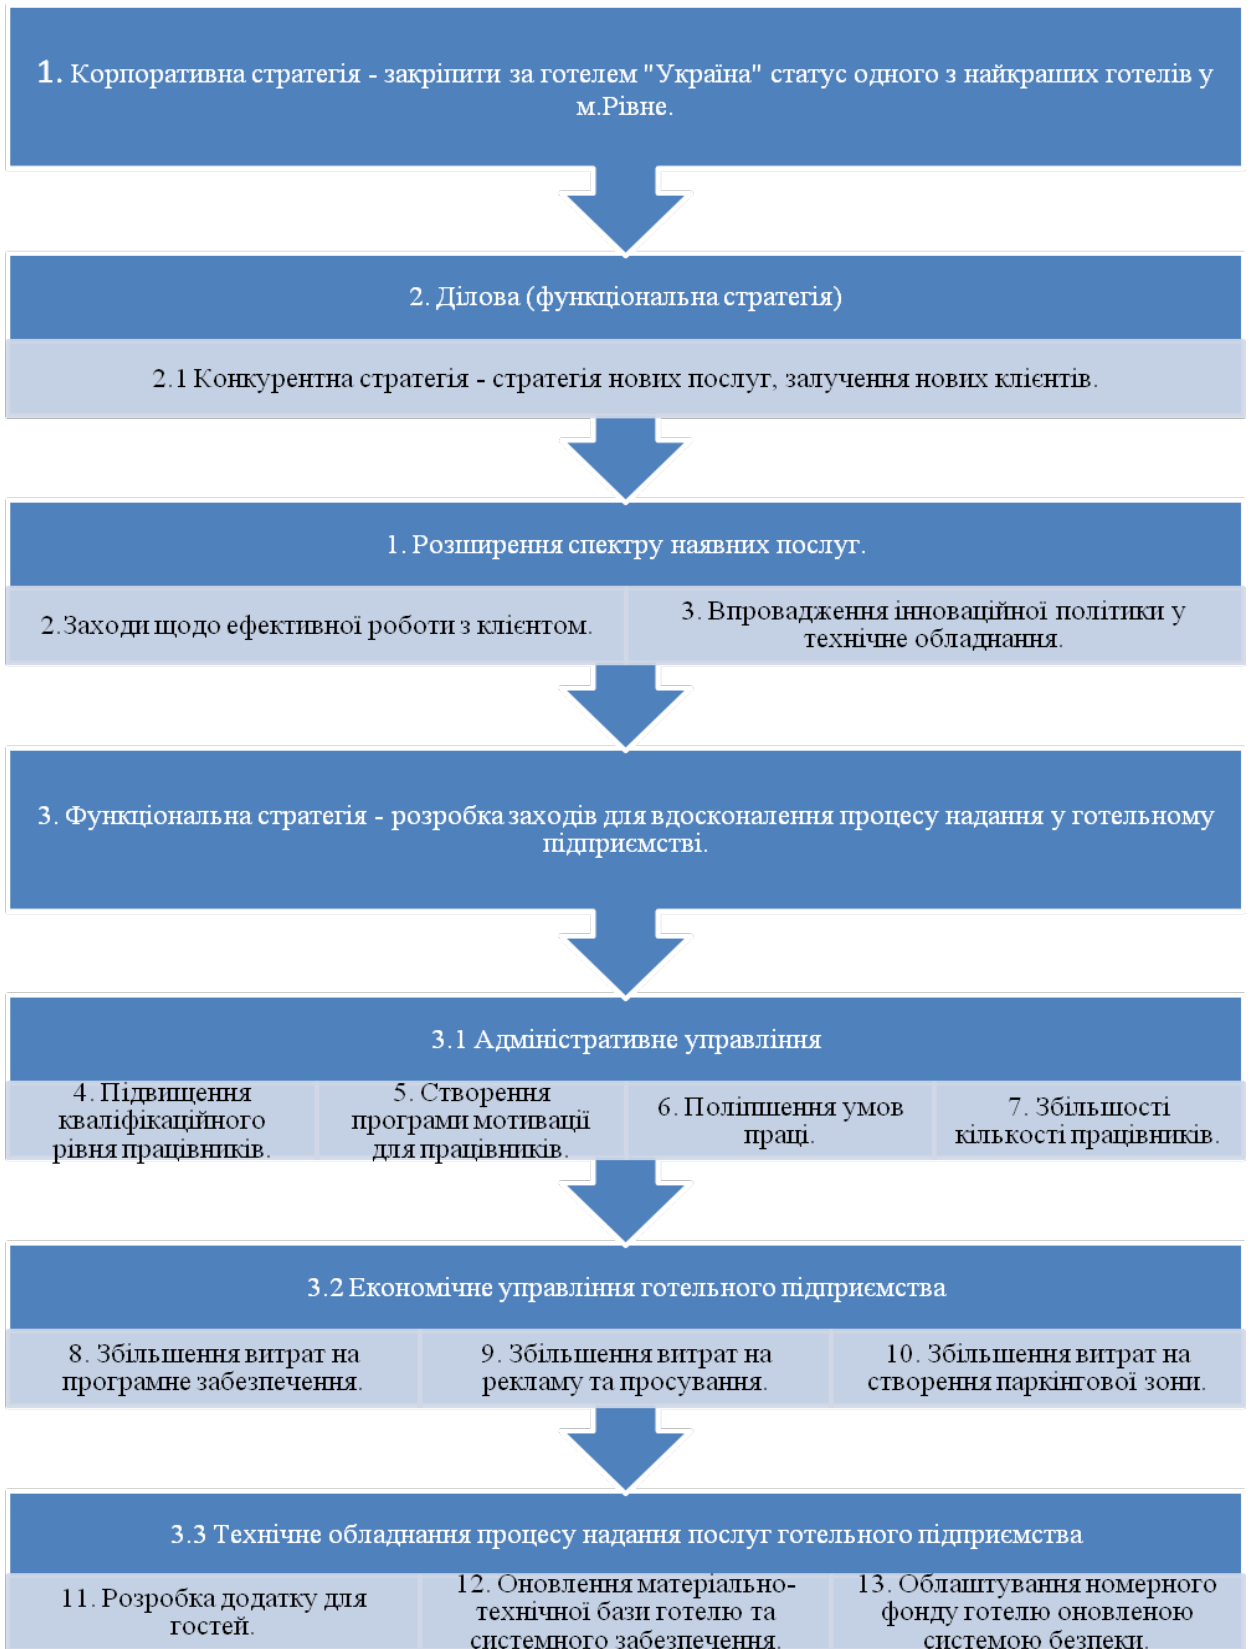 1. Корпоративна стратегія - закріпити за готелем "Україна" статус одного з найкращих готелів у
м.Рівне.
2. Ділова (функціональна стратегія)
2.1 Конкурентна стратегія - стратегія нових послуг, залучення нових клієнтів.
1. Розширення спектру наявних послуг.
2.Заходи щодо ефективної роботи з клієнтом.
3. Впровадження інноваційної політики у
технічне обладнання.
3. Функціональна стратегія - розробка заходів для вдосконалення процесу надання у готельному
підприємстві.
3.1 Адміністративне управління
4. Підвищення
кваліфікаційного
рівня працівників.
5. Створення
програми мотивації
для працівників.
6. Поліпшення умов
праці.
7. Збільшості
кількості працівників.
3.2 Економічне управління готельного підприємства
8. Збільшення витрат на
програмне забезпечення.
9. Збільшення витрат на
рекламу та просування.
10. Збільшення витрат на
створення паркінгової зони.
3.3 Технічне обладнання процесу надання послуг готельного підприємства
11. Розробка додатку для
гостей.
12. Оновлення матеріально-
технічної бази готелю та
системного забезпечення.
13. Облаштування номерного
фонду готелю оновленою
системою безпеки.